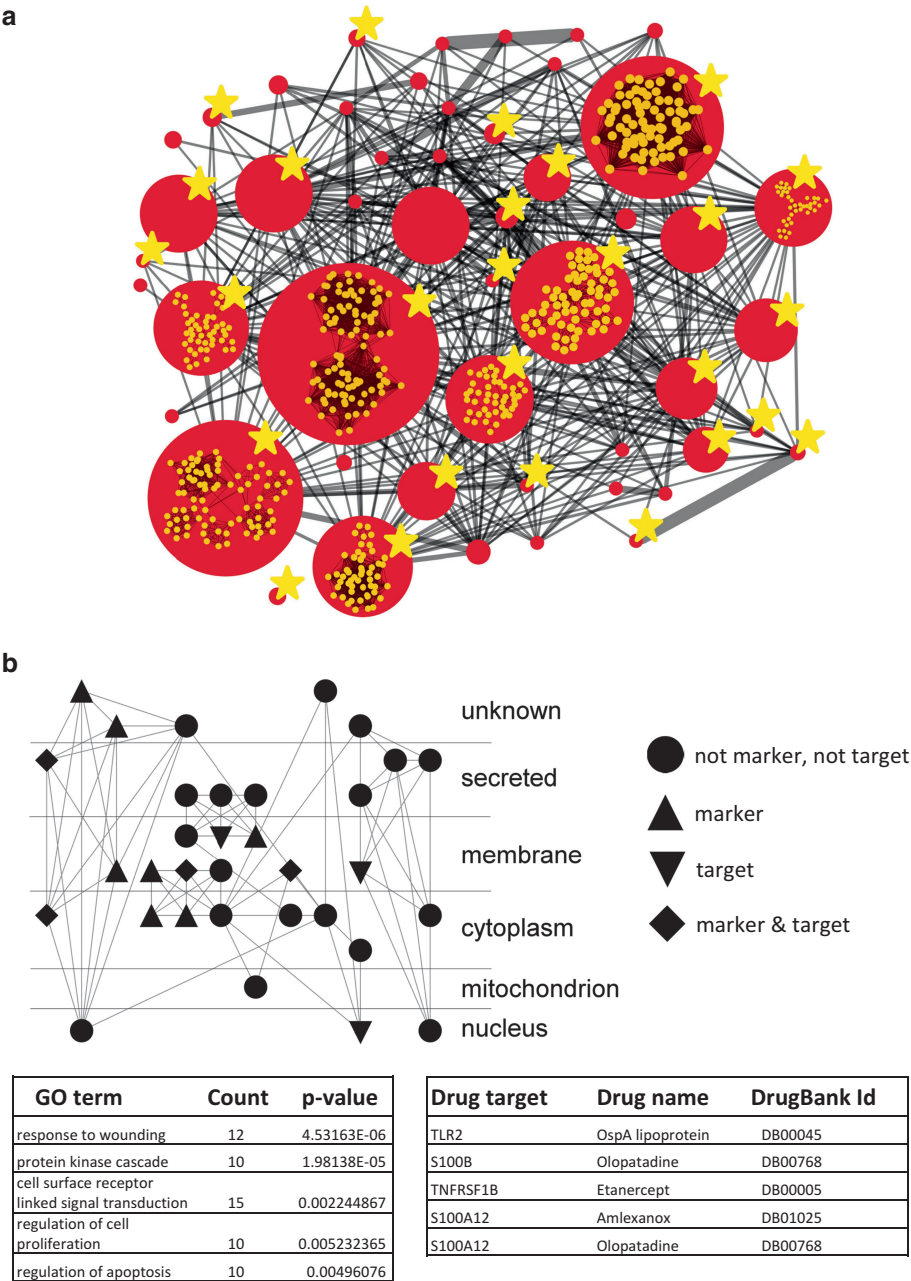 a
b
unknown
secreted
membrane
cytoplasm
mitochondrion
nucleus
not marker, not target
marker
target
marker & target
GO term Count p-value
response to wounding 12 4.53163E-06
protein kinase cascade 10 1.98138E-05
cell surface receptor
linked signal transduction 15 0.002244867
regulation of cell
proliferation 10 0.005232365
regulation of apoptosis 10 0.00496076
Drug target Drug name DrugBank Id
TLR2 OspA lipoprotein DB00045
S100B Olopatadine DB00768
TNFRSF1B Etanercept DB00005
S100A12 Amlexanox DB01025
S100A12 Olopatadine DB00768